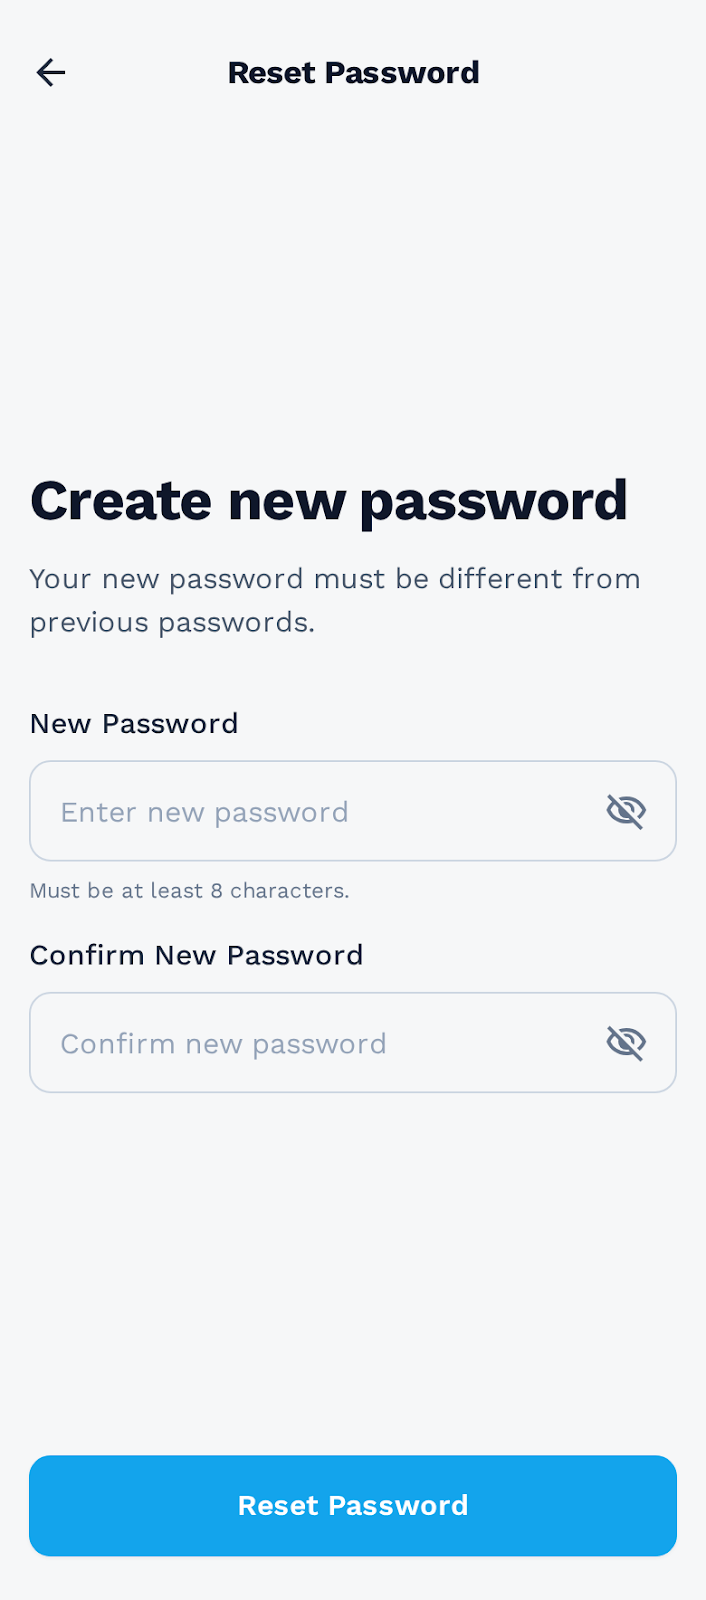 Reset Password
Create new password
Your new password must be different from
previous passwords.
New Password
Enter new password
Must be at least 8 characters.
Confirm New Password
Confirm new password
Reset Password